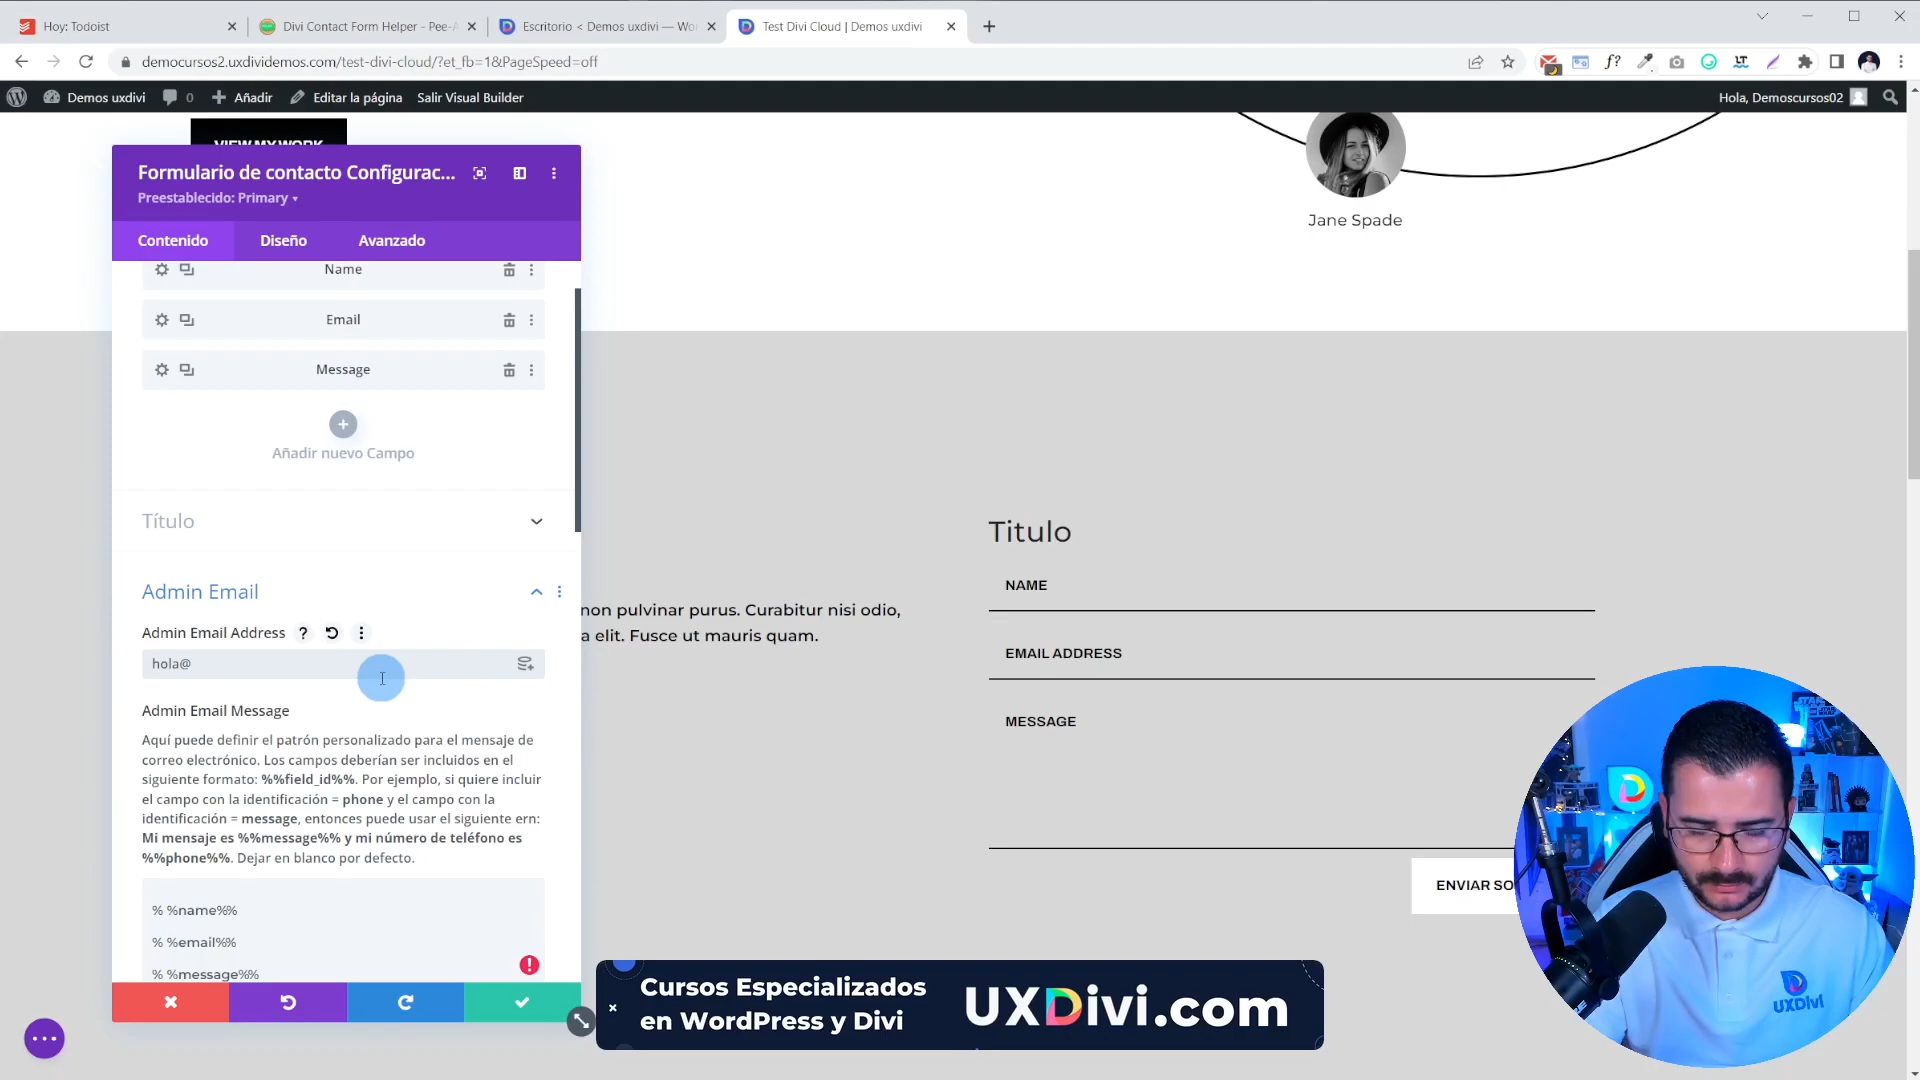 Hoy: Todoist
Divi Contact Form Helper - Pee-A
Escritorio < Demos uxdivi — Wor
Test Divi Cloud | Demos uxdivi
democursos2.uxdividemos.com/test-divi-cloud/?et_fb=1&PageSpeed=off
Demos uxdivi
0
Añadir
Editar la página
Salir Visual Builder
Hola, Demoscursos02
VIEW MY WORK
Jane Spade
Formulario de contacto Configurac...
Preestablecido: Primary
Contenido
Diseño
Avanzado
Name
Email
Message
Añadir nuevo Campo
Título
Admin Email
Admin Email Address
hola@
Admin Email Message
Aquí puede definir el patrón personalizado para el mensaje de
correo electrónico. Los campos deberían ser incluidos en el
siguiente formato: %%field_id%%. Por ejemplo, si quiere incluir
el campo con la identificación = phone y el campo con la
identificación = message, entonces puede usar el siguiente ern:
Mi mensaje es %%message%% y mi número de teléfono es
%%phone%%. Dejar en blanco por defecto.
% %name%%
% %email%%
% %message%%
non pulvinar purus. Curabitur nisi odio,
a elit. Fusce ut mauris quam.
Titulo
NAME
EMAIL ADDRESS
MESSAGE
ENVIAR SO
Cursos Especializados
en WordPress y Divi
UXDivi.com
UXDivi